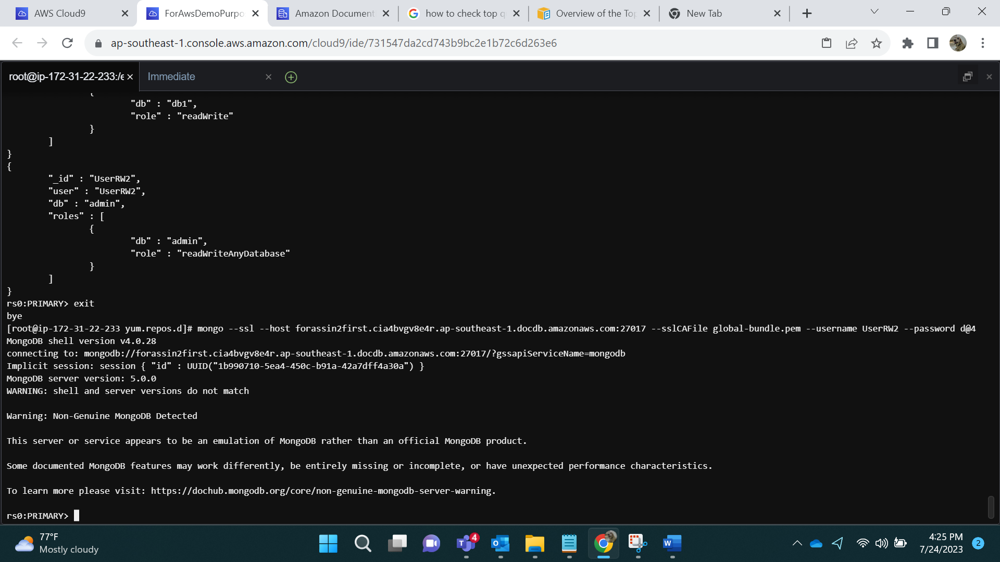 AWS Cloud9
ForAwsDemoPurpo
Amazon Document
how to check top q
Overview of the Top
New Tab
ap-southeast-1.console.aws.amazon.com/cloud9/ide/731547da2cd743b9bc2e1b72c6d263e6
root@ip-172-31-22-233:/e
Immediate
{
"db" : "db1",
"role" : "readWrite"
}
]
}
{
"_id" : "UserRW2",
"user" : "UserRW2",
"db" : "admin",
"roles" : [
{
"db" : "admin",
"role" : "readWriteAnyDatabase"
}
]
}
rs0:PRIMARY> exit
bye
[root@ip-172-31-22-233 yum.repos.d]# mongo --ssl --host forassin2first.cia4bvgv8e4r.ap-southeast-1.docdb.amazonaws.com:27017 --sslCAFile global-bundle.pem --username UserRW2 --password d@4
MongoDB shell version v4.0.28
connecting to: mongodb://forassin2first.cia4bvgv8e4r.ap-southeast-1.docdb.amazonaws.com:27017/?gssapiServiceName=mongodb
Implicit session: session { "id" : UUID("1b990710-5ea4-450c-b91a-42a7dff4a30a") }
MongoDB server version: 5.0.0
WARNING: shell and server versions do not match
Warning: Non-Genuine MongoDB Detected
This server or service appears to be an emulation of MongoDB rather than an official MongoDB product.
Some documented MongoDB features may work differently, be entirely missing or incomplete, or have unexpected performance characteristics.
To learn more please visit: https://dochub.mongodb.org/core/non-genuine-mongodb-server-warning.
rs0:PRIMARY>
77°F
Mostly cloudy
4
4:25 PM
7/24/2023
2